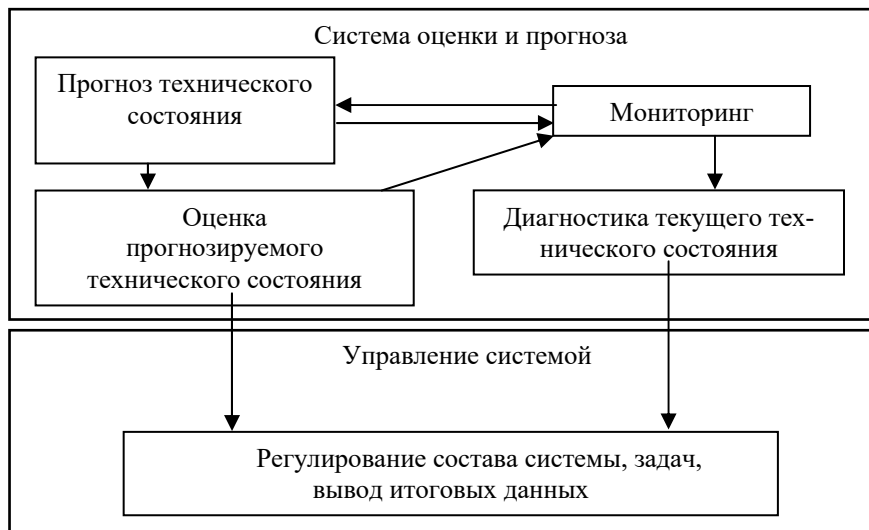 Система оценки и прогноза
Прогноз технического
состояния
Мониторинг
Оценка
прогнозируемого
технического состояния
Диагностика текущего тех-
нического состояния
Управление системой
Регулирование состава системы, задач,
вывод итоговых данных